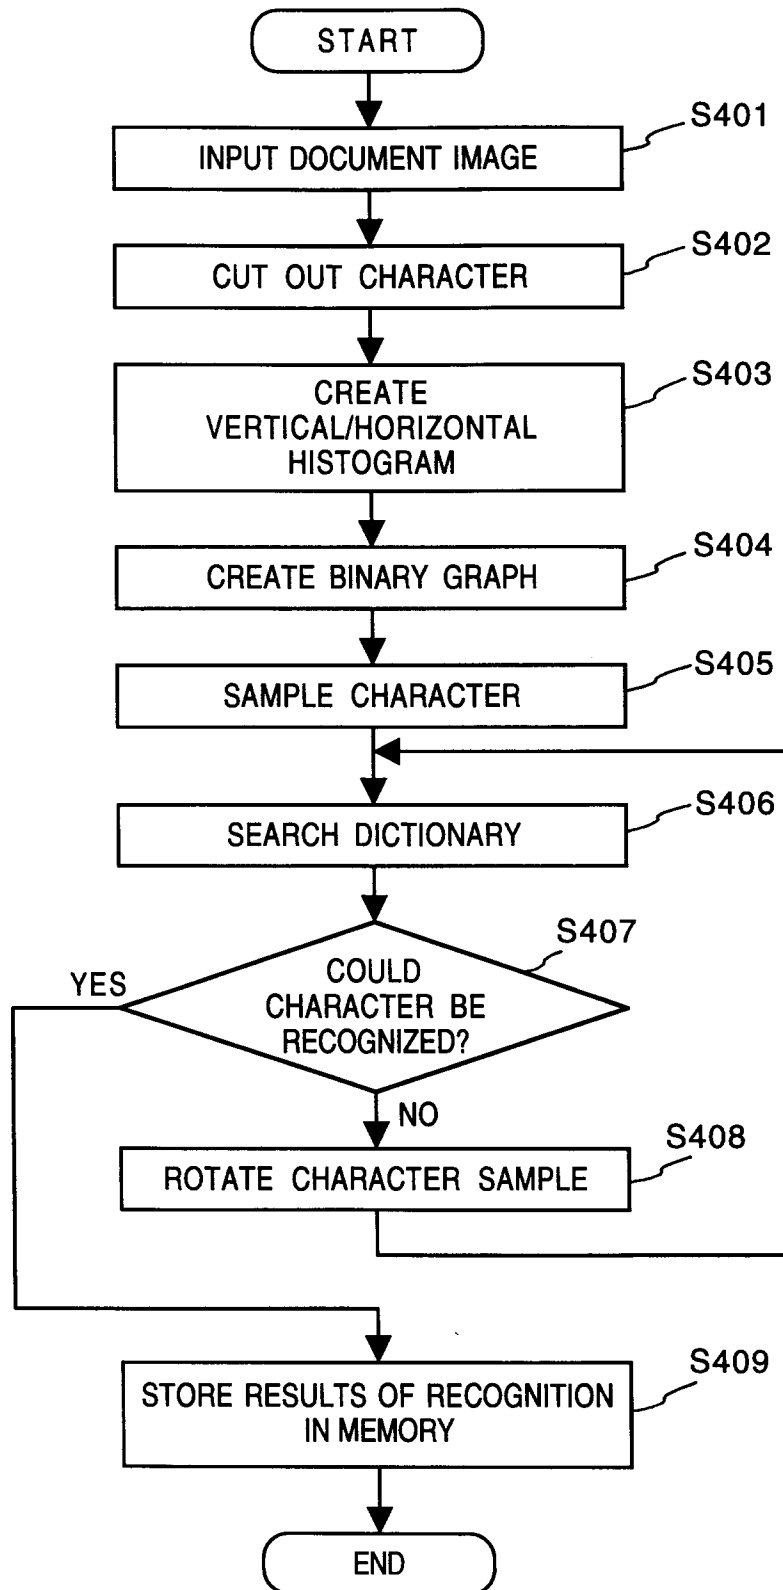 START
S401
INPUT DOCUMENT IMAGE
S402
CUT OUT CHARACTER
S403
CREATE
VERTICAL/HORIZONTAL
HISTOGRAM
S404
CREATE BINARY GRAPH
S405
SAMPLE CHARACTER
S406
SEARCH DICTIONARY
S407
YES
COULD
CHARACTER BE
RECOGNIZED?
NO
S408
ROTATE CHARACTER SAMPLE
S409
STORE RESULTS OF RECOGNITION
IN MEMORY
END